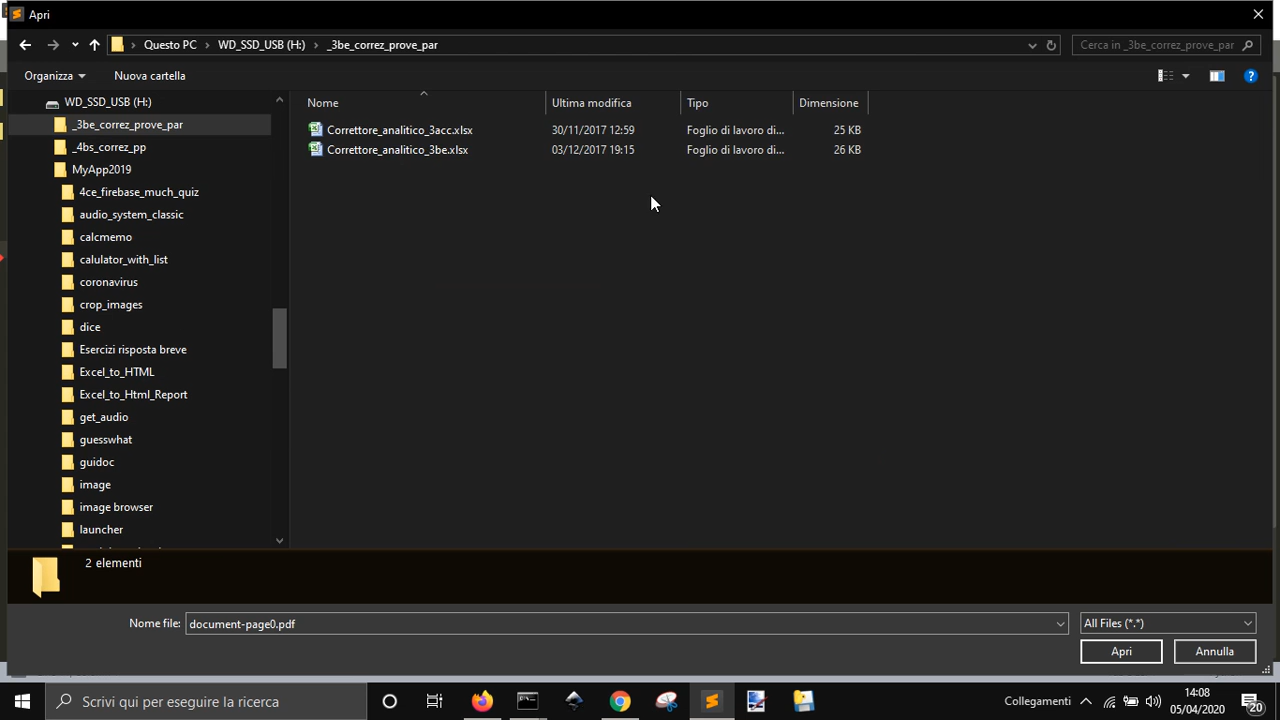 Apri
Questo PC
WD_SSD_USB (H:)
_3be_correz_prove_par
Cerca in _3be_correz_prove_par
Organizza
Nuova cartella
WD_SSD_USB (H:)
_3be_correz_prove_par
_4bs_correz_pp
MyApp2019
4ce_firebase_much_quiz
audio_system_classic
calcmemo
calulator_with_list
coronavirus
crop_images
dice
Esercizi risposta breve
Excel_to_HTML
Excel_to_Html_Report
get_audio
guesswhat
guidoc
image
image browser
launcher
Nome Ultima modifica Tipo Dimensione
Correttore_analitico_3acc.xlsx 30/11/2017 12:59 Foglio di lavoro di... 25 KB
Correttore_analitico_3be.xlsx 03/12/2017 19:15 Foglio di lavoro di... 26 KB
2 elementi
Nome file: document-page0.pdf All Files (*.*)
Apri Annulla
Scrivi qui per eseguire la ricerca
Collegamenti
14:08
05/04/2020
20